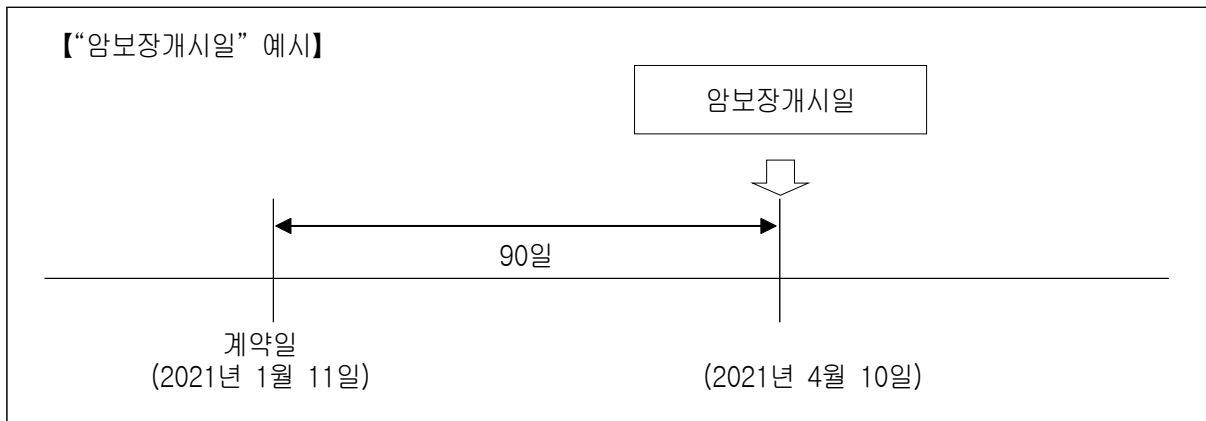 【“암보장개시일” 예시】
암보장개시일
90일
계약일
(2021년 1월 11일)
(2021년 4월 10일)